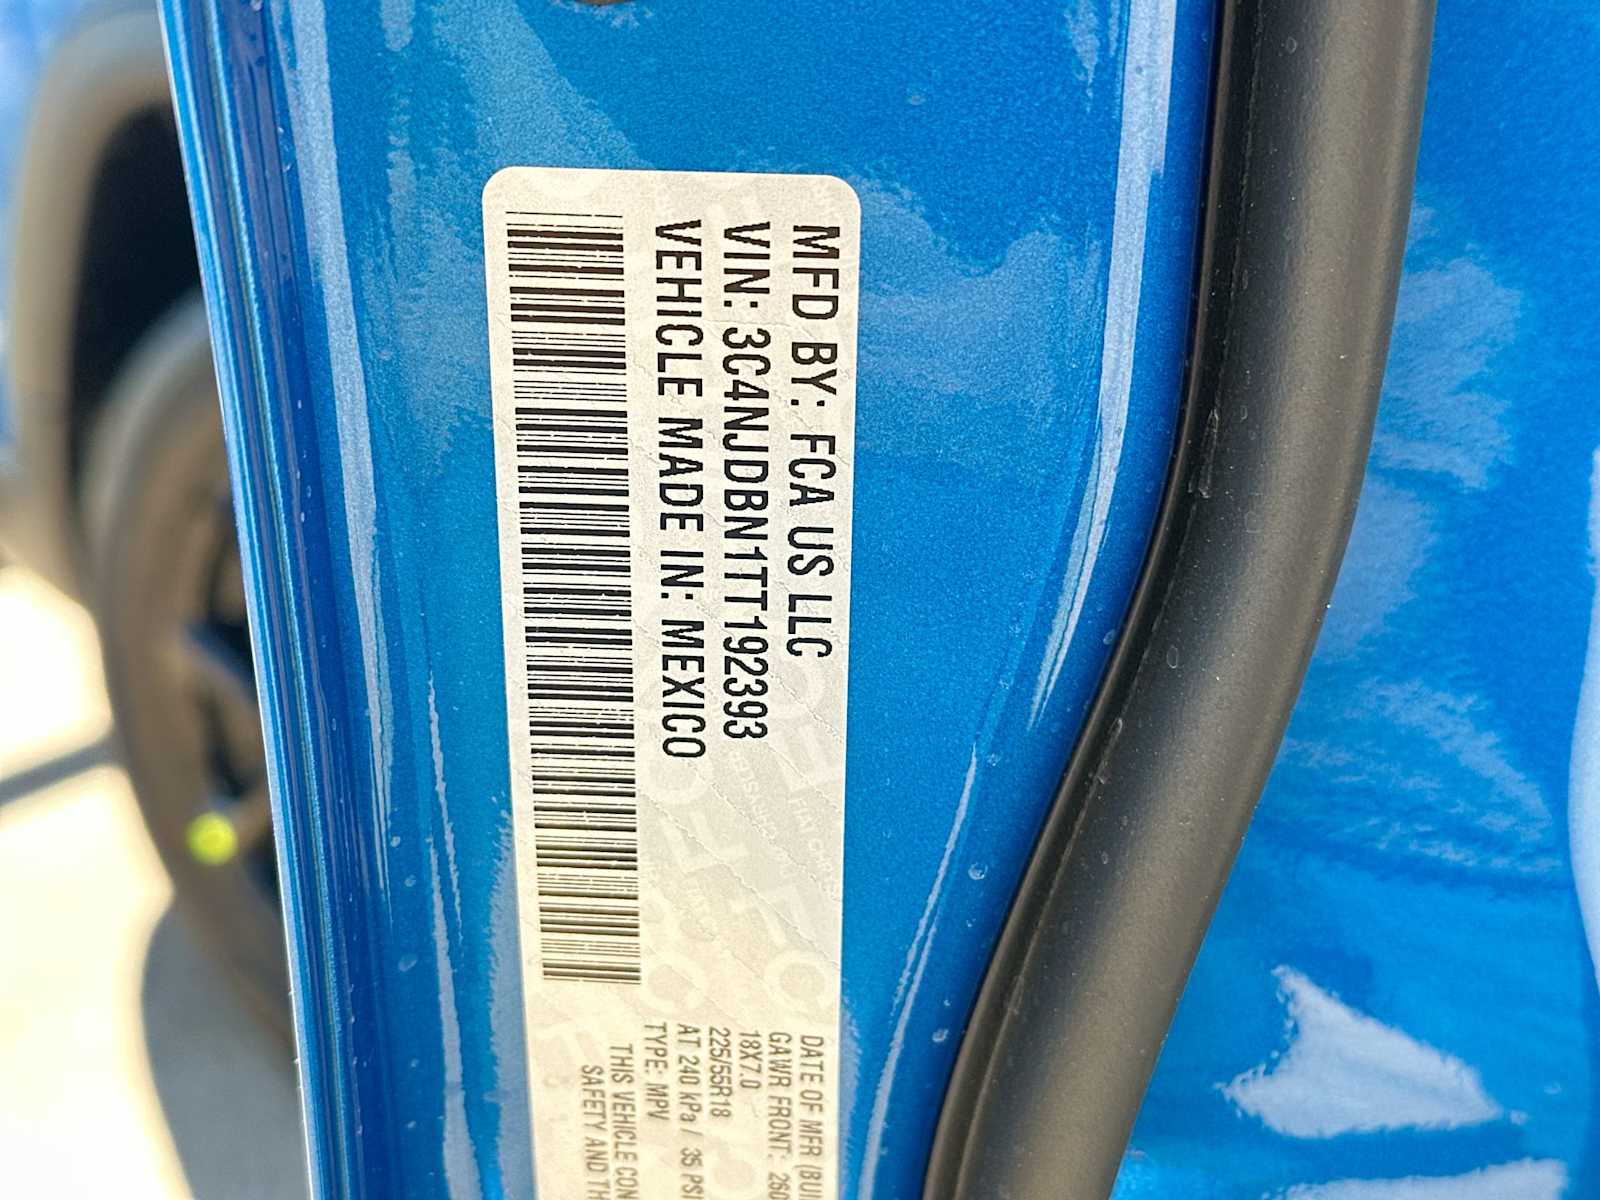 MFD BY: FCA US LLC
VIN: 3C4NJDBN1TT192393
VEHICLE MADE IN: MEXICO
DATE OF MFR
GAWR FRONT:
18X7.0
225/55R18
AT 240 kPa / 35 PSI
TYPE: MPV
THIS VEHICLE
SAFETY AND